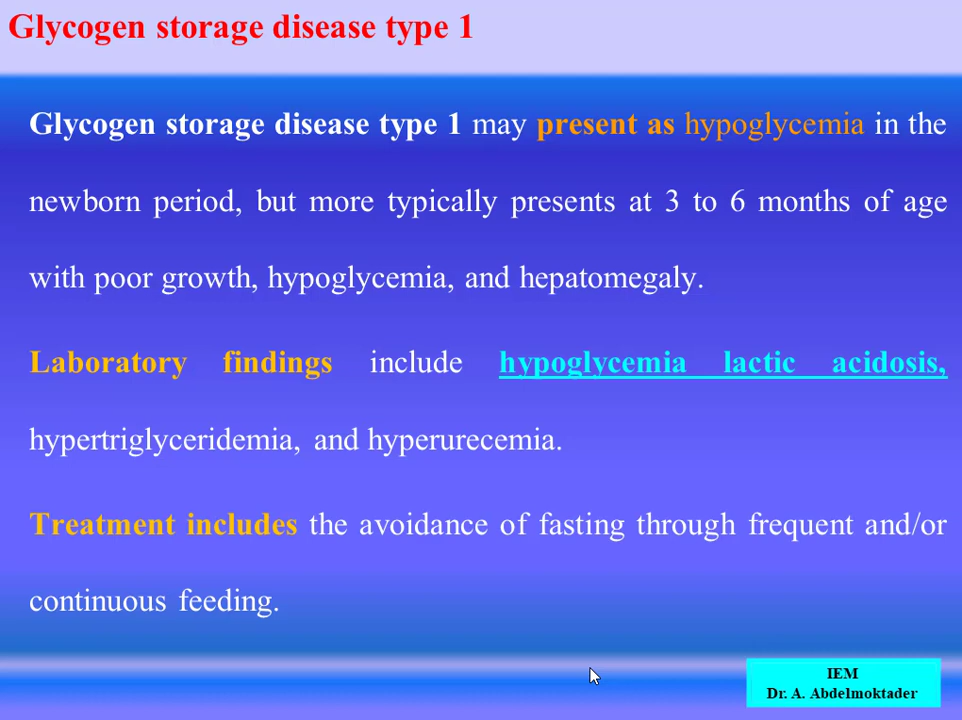 Glycogen storage disease type 1
Glycogen storage disease type 1 may present as hypoglycemia in the
newborn period, but more typically presents at 3 to 6 months of age
with poor growth, hypoglycemia, and hepatomegaly.
Laboratory findings include hypoglycemia lactic acidosis,
hypertriglyceridemia, and hyperurecemia.
Treatment includes the avoidance of fasting through frequent and/or
continuous feeding.
IEM
Dr. A. Abdelmoktader